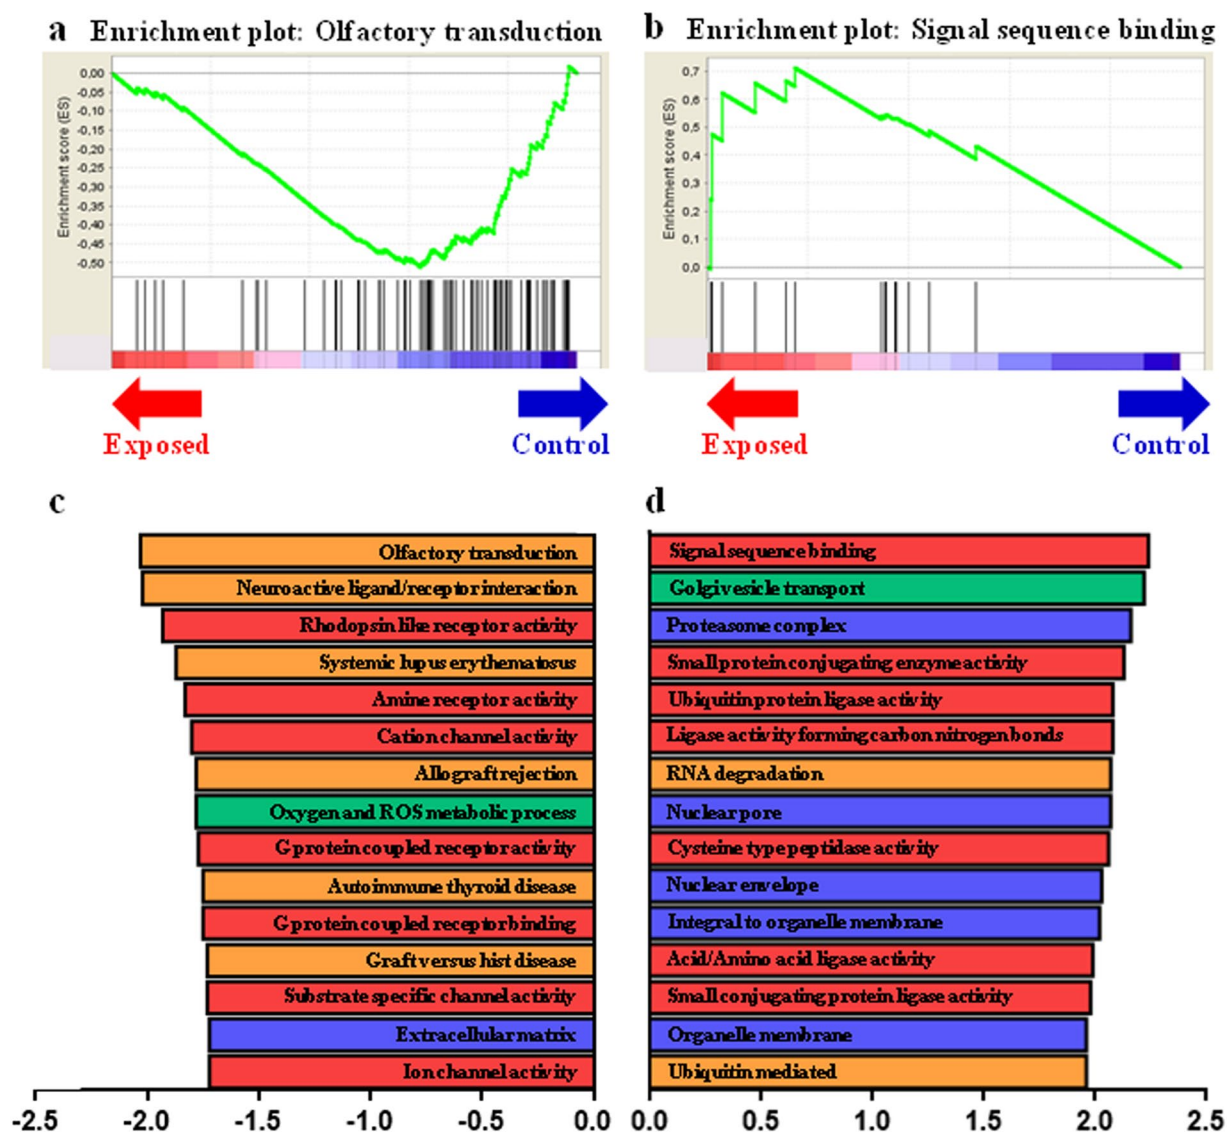 a Enrichment plot: Olfactory transduction
0,00
-0,05
-0,10
-0,15
-0,20
-0,25
-0,30
-0,35
-0,40
-0,45
-0,50
Enrichment score (ES)
Exposed
Control
b Enrichment plot: Signal sequence binding
0,7
0,6
0,5
0,4
0,3
0,2
0,1
0,0
Enrichment score (ES)
Exposed
Control
c
Olfactory transduction
Neuroactive ligand/receptor interaction
Rhodopsin like receptor activity
Systemic lupus erythematosus
Amine receptor activity
Cation channel activity
Allograft rejection
Oxygen and ROS metabolic process
G protein coupled receptor activity
Autoimmune thyroid disease
G protein coupled receptor binding
Graft versus hist disease
Substrate specific channel activity
Extracellular matrix
Ion channel activity
-2.5 -2.0 -1.5 -1.0 -0.5 0.0
d
Signal sequence binding
Golgi vesicle transport
Proteasome complex
Small protein conjugating enzyme activity
Ubiquitin protein ligase activity
Ligase activity forming carbon nitrogen bonds
RNA degradation
Nuclear pore
Cysteine type peptidase activity
Nuclear envelope
Integral to organelle membrane
Acid/Amino acid ligase activity
Small conjugating protein ligase activity
Organelle membrane
Ubiquitin mediated
0.0 0.5 1.0 1.5 2.0 2.5